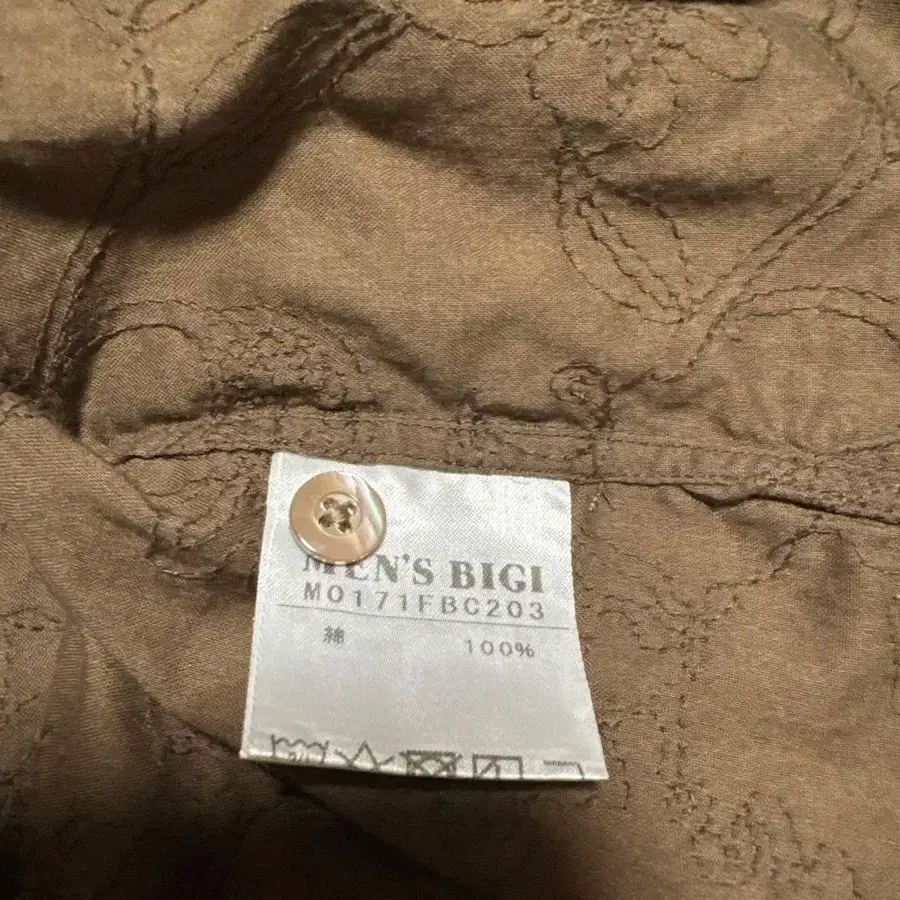 MEN'S BIGI
M0171FBC203
綿 100%